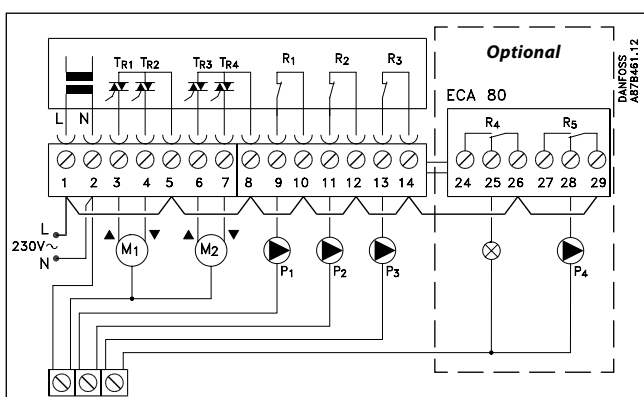 Optional
DANFOSS
A87B461.12
TR1 TR2 TR3 TR4 R1 R2 R3
ECA 80
L N
R4 R5
1 2 3 4 5 6 7 8 9 10 11 12 13 14 24 25 26 27 28 29
L
230V~
N
M1 M2 P1 P2 P3 P4